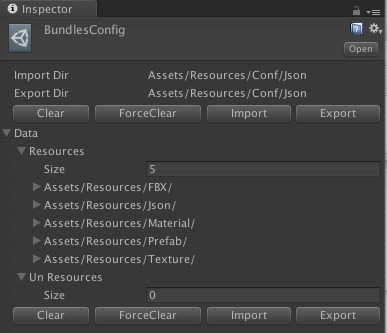 Inspector
BundlesConfig
Open
Import Dir Assets/Resources/Conf/Json
Export Dir Assets/Resources/Conf/Json
Clear ForceClear Import Export
Data
Resources
Size 5
Assets/Resources/FBX/
Assets/Resources/Json/
Assets/Resources/Material/
Assets/Resources/Prefab/
Assets/Resources/Texture/
Un Resources
Size 0
Clear ForceClear Import Export